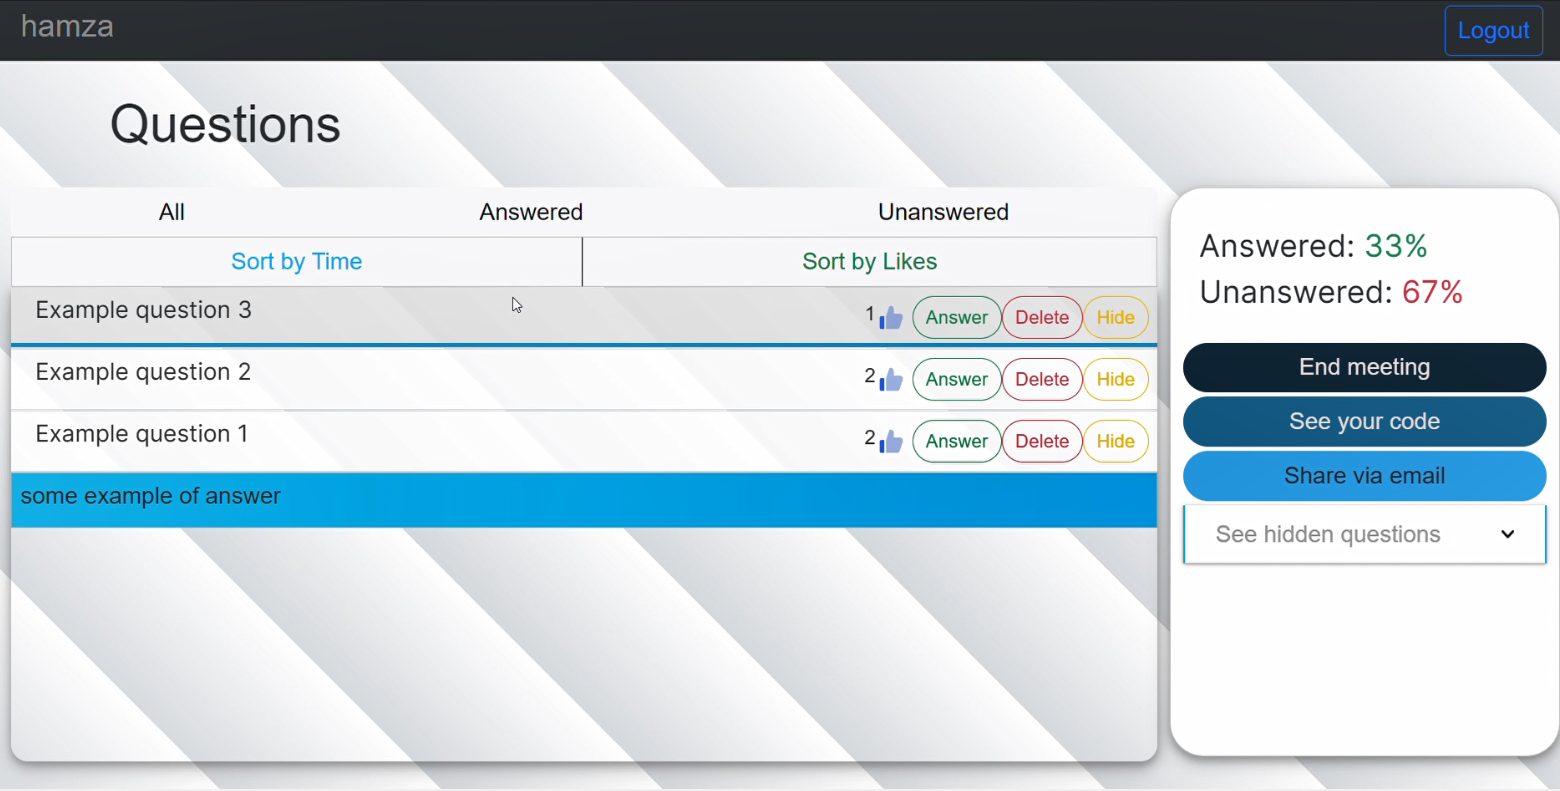 hamza
Logout
Questions
All Answered Unanswered
Sort by Time Sort by Likes
Example question 3 1 Answer Delete Hide
Example question 2 2 Answer Delete Hide
Example question 1 2 Answer Delete Hide
some example of answer
Answered: 33%
Unanswered: 67%
End meeting
See your code
Share via email
See hidden questions